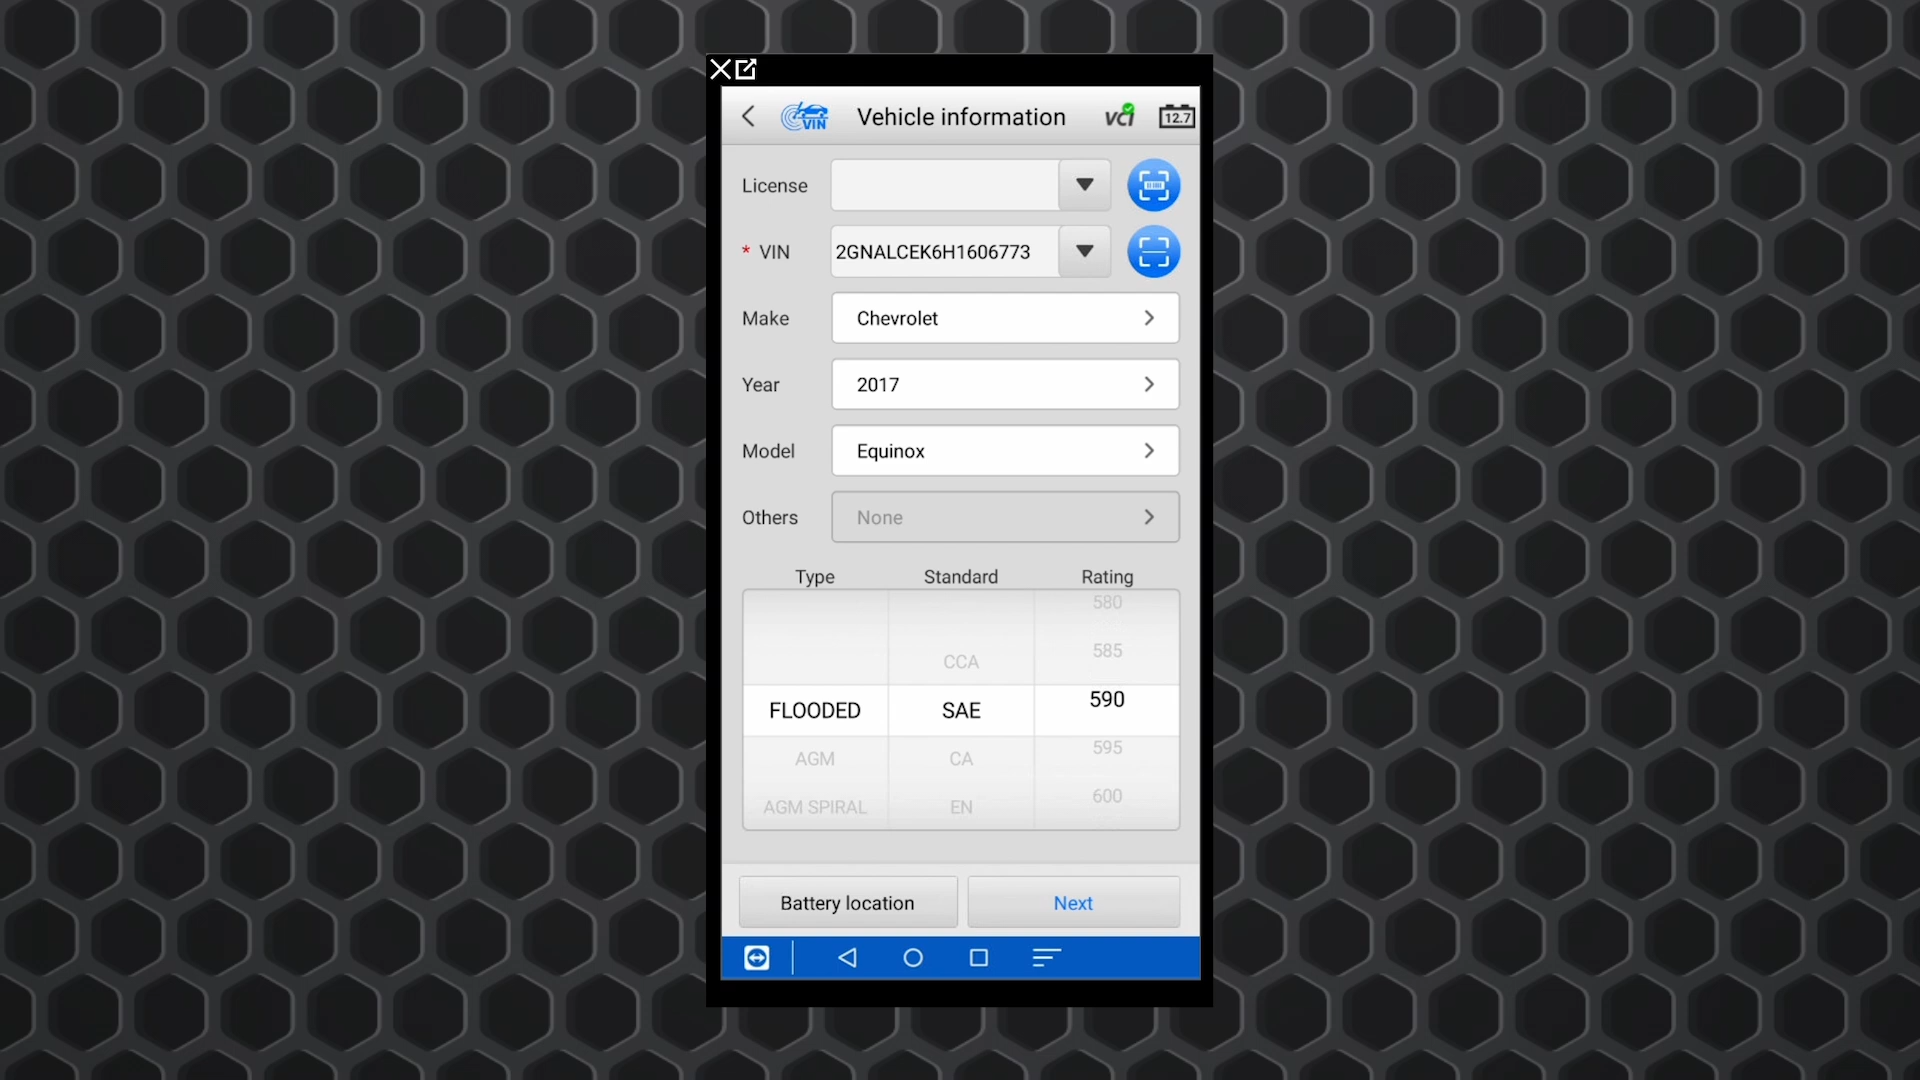 VIN Vehicle information VCI 12.7
License
* VIN 2GNALCEK6H1606773
Make Chevrolet
Year 2017
Model Equinox
Others None
Type Standard Rating
580
585
CCA
FLOODED SAE 590
595
AGM CA
600
AGM SPIRAL EN
Battery location Next